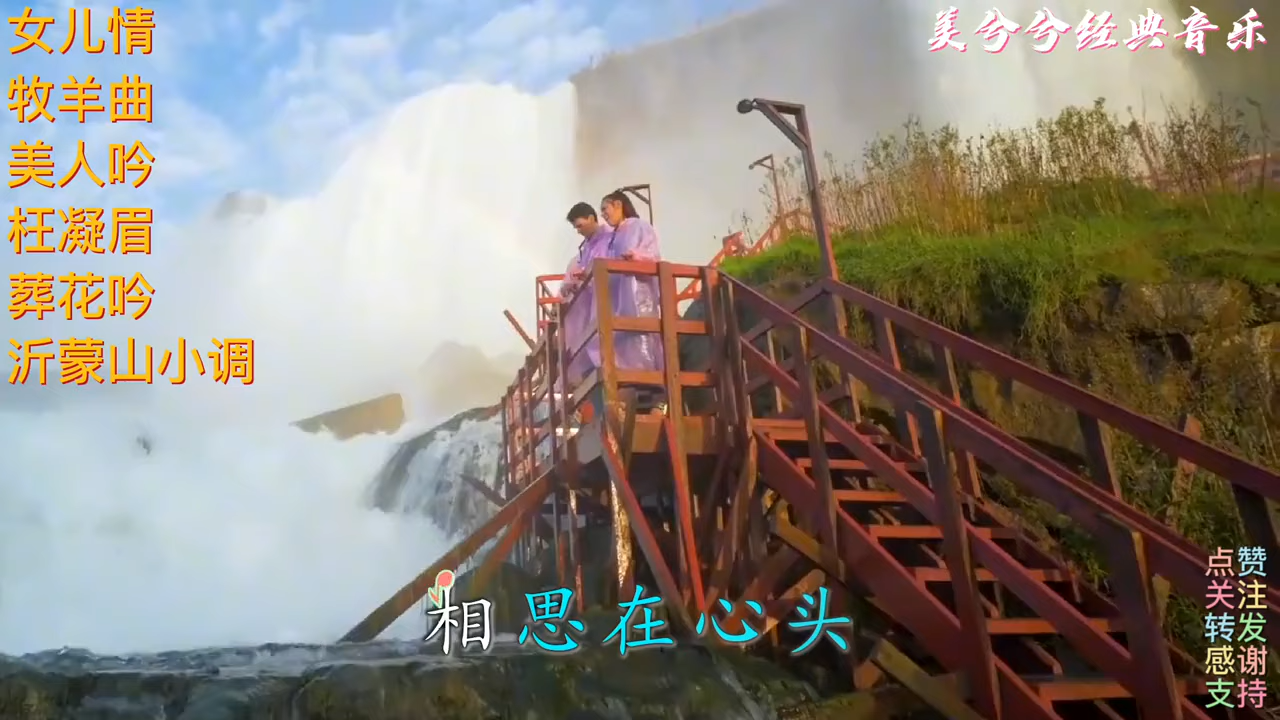 女儿情
牧羊曲
美人吟
枉凝眉
葬花吟
沂蒙山小调
美兮兮经典音乐
相思在心头
点赞
关注
转发
感谢
支持